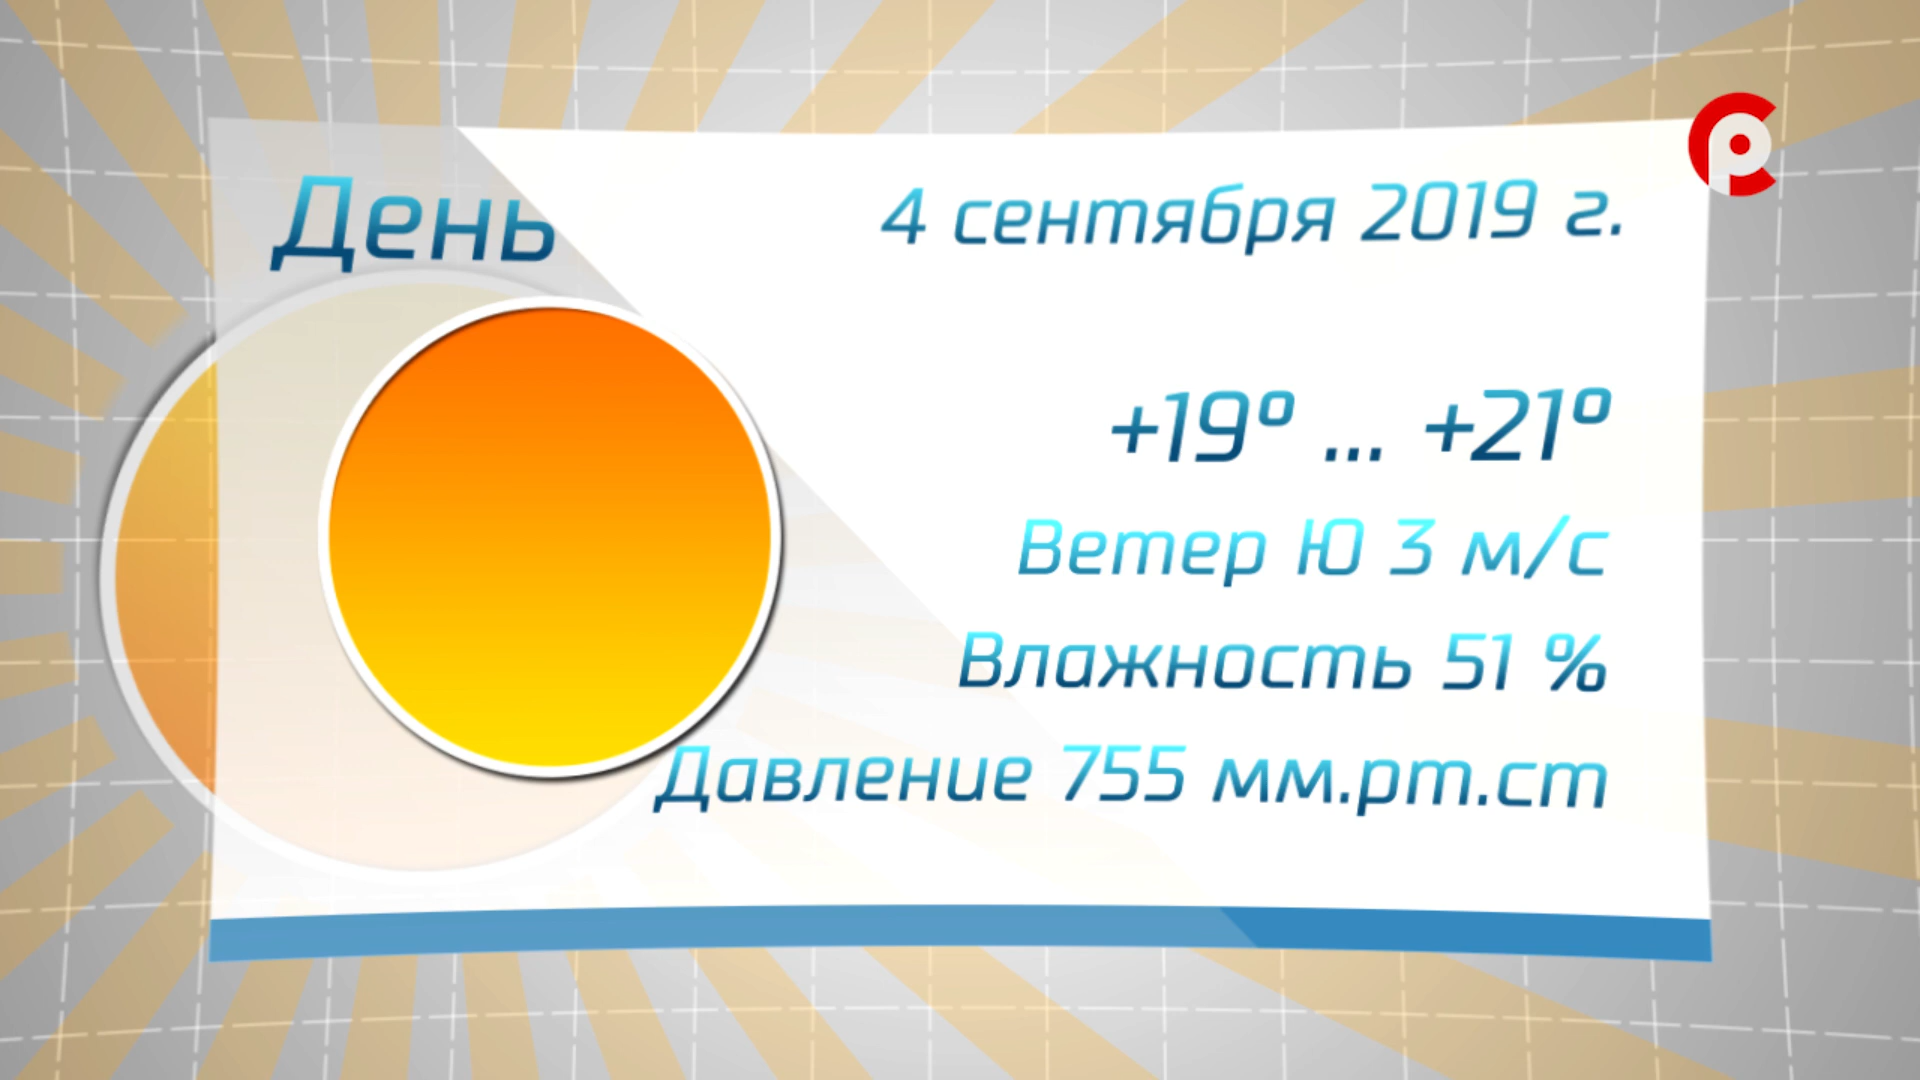 День
4 сентября 2019 г.
+19° ... +21°
Ветер Ю 3 м/с
Влажность 51 %
Давление 755 мм.рт.ст